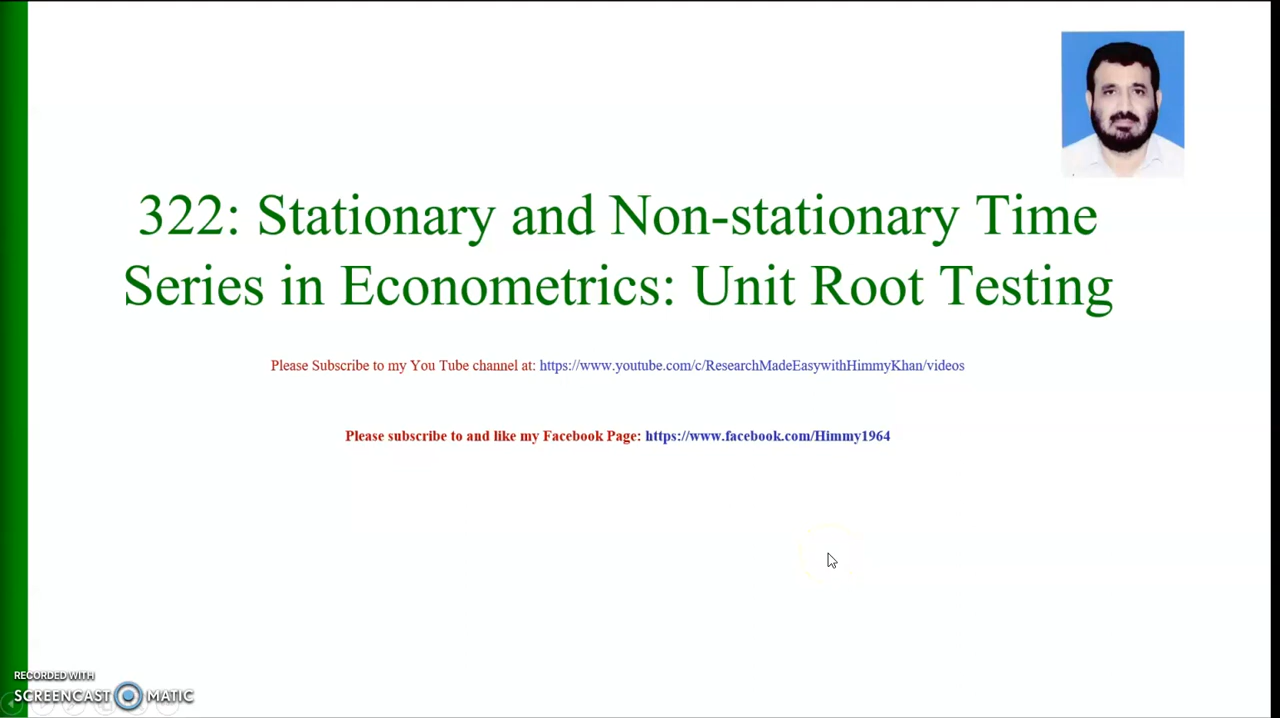 322: Stationary and Non-stationary Time
Series in Econometrics: Unit Root Testing
Please Subscribe to my You Tube channel at: https://www.youtube.com/c/ResearchMadeEasywithHimmyKhan/videos
Please subscribe to and like my Facebook Page: https://www.facebook.com/Himmy1964
RECORDED WITH
SCREENCAST MATIC